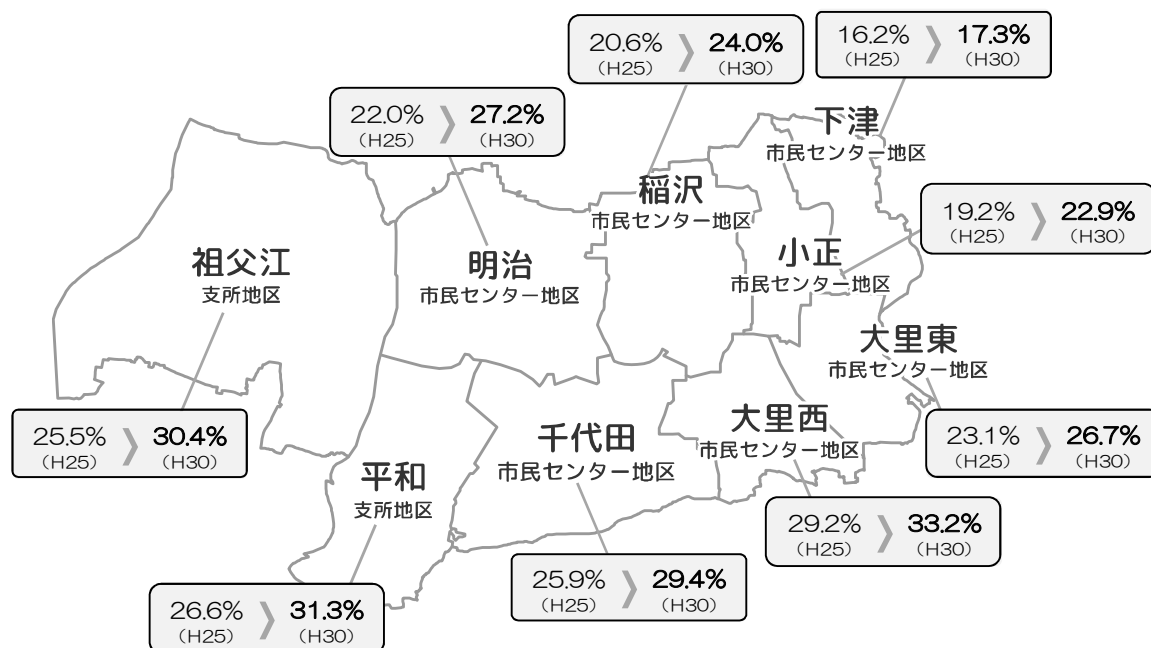 20.6% 》 24.0%
（H25） （H30）
16.2% 》 17.3%
（H25） （H30）
22.0% 》 27.2%
（H25） （H30）
下津
市民センター地区
稲沢
市民センター地区
19.2% 》 22.9%
（H25） （H30）
祖父江
支所地区
明治
市民センター地区
小正
市民センター地区
大里東
市民センター地区
25.5% 》 30.4%
（H25） （H30）
平和
支所地区
千代田
市民センター地区
大里西
市民センター地区
23.1% 》 26.7%
（H25） （H30）
29.2% 》 33.2%
（H25） （H30）
25.9% 》 29.4%
（H25） （H30）
26.6% 》 31.3%
（H25） （H30）